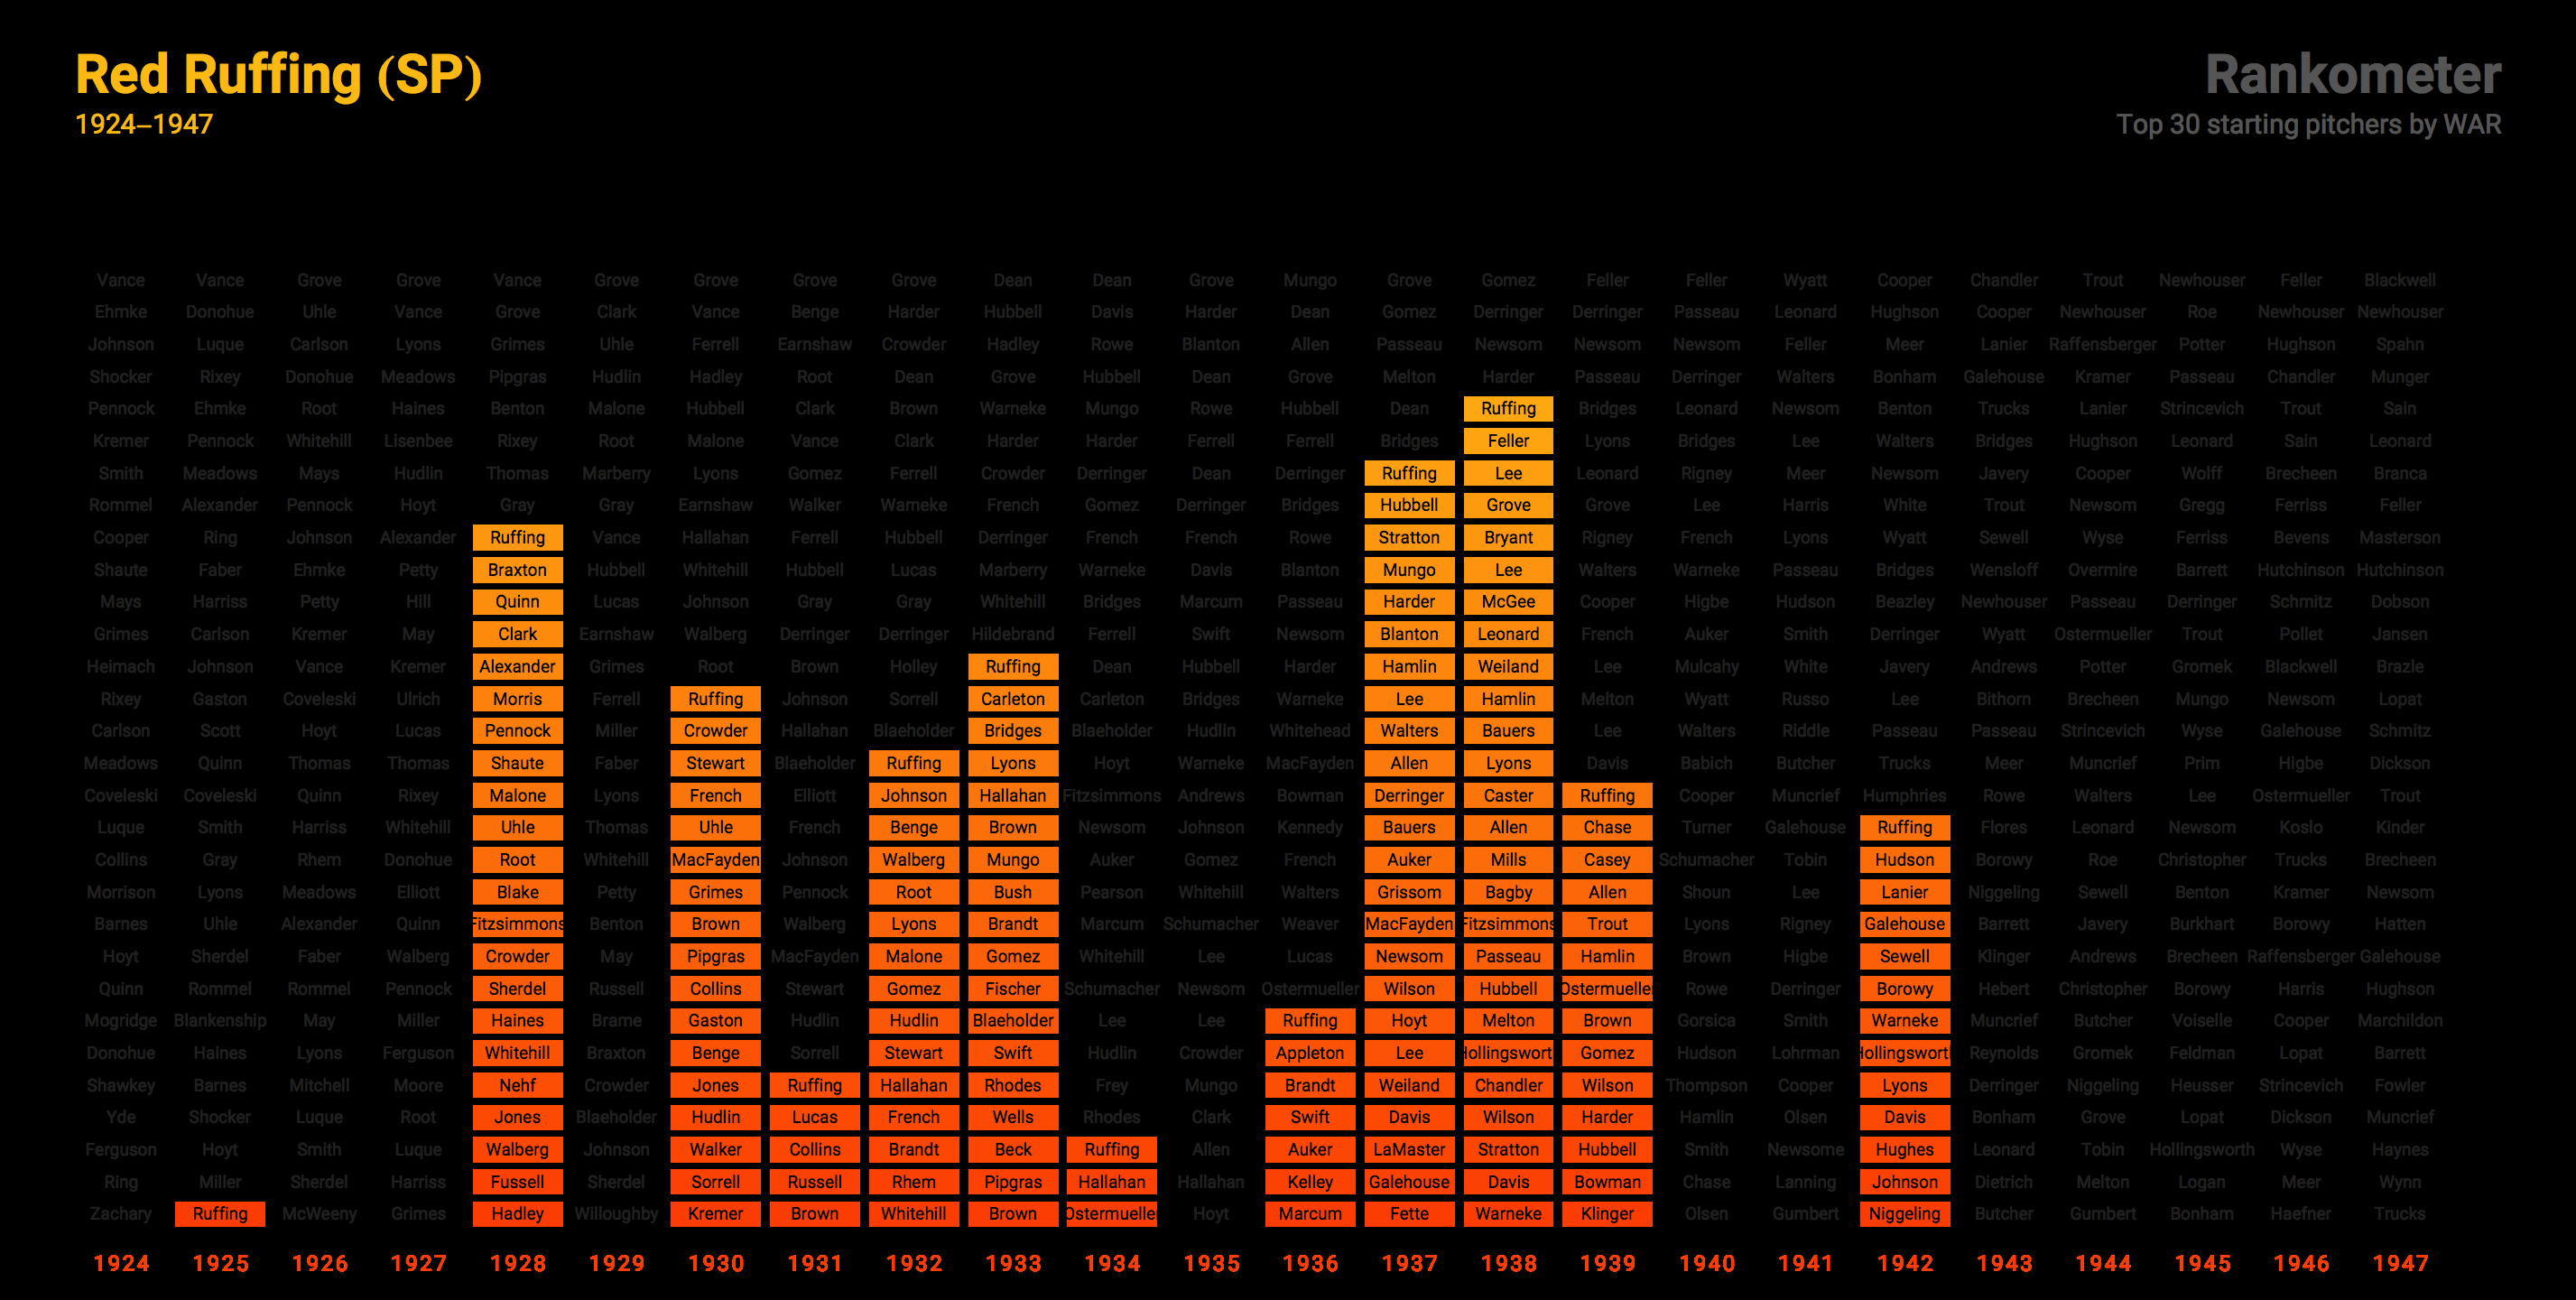 Red Ruffing (SP)
1924–1947
Rankometer
Top 30 starting pitchers by WAR
Vance Vance Grove Grove Vance Grove Grove Grove Grove Dean Dean Grove Mungo Grove Gomez Feller Feller Wyatt Cooper Chandler Trout Newhouser Feller Blackwell
Ehmke Donohue Uhle Vance Grove Clark Vance Benge Harder Hubbell Davis Harder Dean Gomez Derringer Derringer Passeau Leonard Hughson Cooper Newhouser Roe Newhouser Newhouser
Johnson Luque Carlson Lyons Grimes Uhle Ferrell Earnshaw Crowder Hadley Rowe Blanton Allen Passeau Newsom Newsom Newsom Feller Meer Lanier Raffensberger Potter Hughson Spahn
Shocker Rixey Donohue Meadows Pipgras Hudlin Hadley Root Dean Grove Hubbell Dean Grove Melton Harder Passeau Derringer Walters Bonham Galehouse Kramer Passeau Chandler Munger
Pennock Ehmke Root Haines Benton Malone Hubbell Clark Brown Warneke Mungo Rowe Hubbell Dean Ruffing Bridges Leonard Newsom Benton Trucks Lanier Strincevich Trout Sain
Kremer Pennock Whitehill Lisenbee Rixey Root Malone Vance Clark Harder Harder Ferrell Ferrell Bridges Feller Lyons Bridges Lee Walters Bridges Hughson Leonard Sain Leonard
Smith Meadows Mays Hudlin Thomas Marberry Lyons Gomez Ferrell Crowder Derringer Dean Derringer Ruffing Lee Leonard Rigney Meer Newsom Javery Cooper Wolff Brecheen Branca
Rommel Alexander Pennock Hoyt Gray Gray Earnshaw Walker Warneke French Gomez Derringer Bridges Hubbell Grove Grove Lee Harris White Trout Newsom Gregg Ferriss Feller
Cooper Ring Johnson Alexander Ruffing Vance Hallahan Ferrell Hubbell Derringer French French Rowe Stratton Bryant Rigney French Lyons Wyatt Sewell Wyse Ferriss Bevens Masterson
Shaute Faber Ehmke Petty Braxton Hubbell Whitehill Hubbell Lucas Marberry Warneke Davis Blanton Mungo Lee Walters Warneke Passeau Bridges Wensloff Overmire Barrett Hutchinson Hutchinson
Mays Harriss Petty Hill Quinn Lucas Johnson Gray Gray Whitehill Bridges Marcum Passeau Harder McGee Cooper Higbe Hudson Beazley Newhouser Passeau Derringer Schmitz Dobson
Grimes Carlson Kremer May Clark Earnshaw Walberg Derringer Derringer Hildebrand Ferrell Swift Newsom Blanton Leonard French Auker Smith Derringer Wyatt Ostermueller Trout Pollet Jansen
Heimach Johnson Vance Kremer Alexander Grimes Root Brown Holley Ruffing Dean Hubbell Harder Hamlin Weiland Lee Mulcahy White Javery Andrews Potter Gromek Blackwell Brazle
Rixey Gaston Coveleski Ulrich Morris Ferrell Ruffing Johnson Sorrell Carleton Carleton Bridges Warneke Lee Hamlin Melton Wyatt Russo Lee Bithorn Brecheen Mungo Newsom Lopat
Carlson Scott Hoyt Lucas Pennock Miller Crowder Hallahan Blaeholder Bridges Blaeholder Hudlin Whitehead Walters Bauers Lee Walters Riddle Passeau Passeau Strincevich Wyse Galehouse Schmitz
Meadows Quinn Thomas Thomas Shaute Faber Stewart Blaeholder Ruffing Lyons Hoyt Warneke MacFayden Allen Lyons Davis Babich Butcher Trucks Meer Muncrief Prim Higbe Dickson
Coveleski Coveleski Quinn Rixey Malone Lyons French Elliott Johnson Hallahan Fitzsimmons Andrews Bowman Derringer Caster Ruffing Cooper Muncrief Humphries Rowe Walters Lee Ostermueller Trout
Luque Smith Harriss Whitehill Uhle Thomas Uhle French Benge Brown Newsom Johnson Kennedy Bauers Allen Chase Turner Galehouse Ruffing Flores Leonard Newsom Koslo Kinder
Collins Gray Rhem Donohue Root Whitehill MacFayden Johnson Walberg Mungo Auker Gomez French Auker Mills Casey Schumacher Tobin Hudson Borowy Roe Christopher Trucks Brecheen
Morrison Lyons Meadows Elliott Blake Petty Grimes Pennock Root Bush Pearson Whitehill Walters Grissom Bagby Allen Shoun Lee Lanier Niggeling Sewell Benton Kramer Newsom
Barnes Uhle Alexander Quinn Fitzsimmons Benton Brown Walberg Lyons Brandt Marcum Schumacher Weaver MacFayden Fitzsimmons Trout Lyons Rigney Galehouse Barrett Javery Burkhart Borowy Hatten
Hoyt Sherdel Faber Walberg Crowder May Pipgras MacFayden Malone Gomez Whitehill Lee Lucas Newsom Passeau Hamlin Brown Higbe Sewell Klinger Andrews Brecheen Raffensberger Galehouse
Quinn Rommel Rommel Pennock Sherdel Russell Collins Stewart Gomez Fischer Schumacher Newsom Ostermueller Wilson Hubbell Ostermueller Rowe Derringer Borowy Hebert Christopher Borowy Harris Hughson
Mogridge Blankenship May Miller Haines Brame Gaston Hudlin Hudlin Blaeholder Lee Lee Ruffing Hoyt Melton Brown Gorsica Smith Warneke Muncrief Butcher Voiselle Cooper Marchildon
Donohue Haines Lyons Ferguson Whitehill Braxton Benge Sorrell Stewart Swift Hudlin Crowder Appleton Lee Hollingsworth Gomez Hudson Lohrman Hollingsworth Reynolds Gromek Feldman Lopat Barrett
Shawkey Barnes Mitchell Moore Nehf Crowder Jones Ruffing Hallahan Rhodes Frey Mungo Brandt Weiland Chandler Wilson Thompson Cooper Lyons Derringer Niggeling Heusser Strincevich Fowler
Yde Shocker Luque Root Jones Blaeholder Hudlin Lucas French Wells Rhodes Clark Swift Davis Wilson Harder Hamlin Olsen Davis Bonham Grove Lopat Dickson Muncrief
Ferguson Hoyt Smith Luque Walberg Johnson Walker Collins Brandt Beck Ruffing Allen Auker LaMaster Stratton Hubbell Smith Newsome Hughes Leonard Tobin Hollingsworth Wyse Haynes
Ring Miller Sherdel Harriss Fussell Sherdel Sorrell Russell Rhem Pipgras Hallahan Hallahan Kelley Galehouse Davis Bowman Chase Lanning Johnson Dietrich Melton Logan Meer Wynn
Zachary Ruffing McWeeny Grimes Hadley Willoughby Kremer Brown Whitehill Brown Ostermueller Hoyt Marcum Fette Warneke Klinger Olsen Gumbert Niggeling Butcher Gumbert Bonham Haefner Trucks
1924 1925 1926 1927 1928 1929 1930 1931 1932 1933 1934 1935 1936 1937 1938 1939 1940 1941 1942 1943 1944 1945 1946 1947